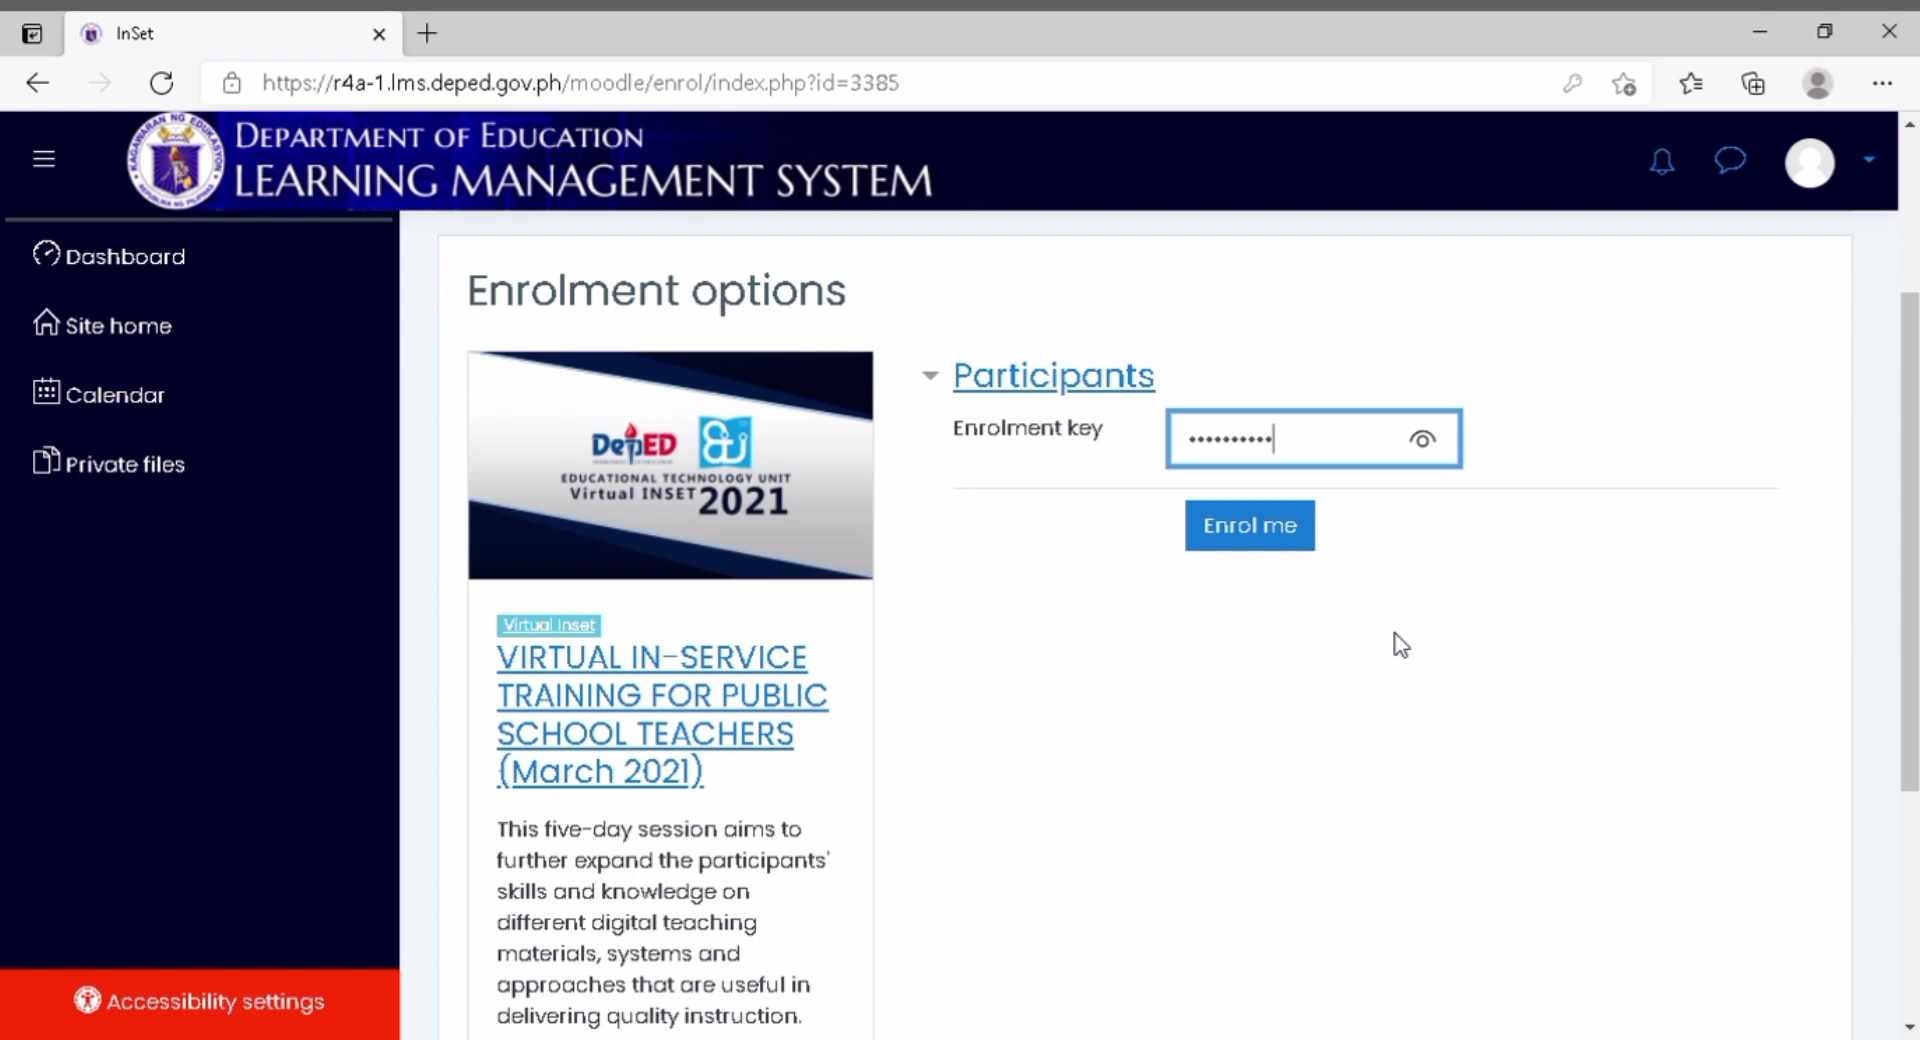 InSet
https://r4a-1.lms.deped.gov.ph/moodle/enrol/index.php?id=3385
DEPARTMENT OF EDUCATION
LEARNING MANAGEMENT SYSTEM
Dashboard
Site home
Calendar
Private files
Accessibility settings
Enrolment options
DepED
EDUCATIONAL TECHNOLOGY UNIT
Virtual INSET 2021
Virtual Inset
VIRTUAL IN-SERVICE
TRAINING FOR PUBLIC
SCHOOL TEACHERS
(March 2021)
This five-day session aims to
further expand the participants'
skills and knowledge on
different digital teaching
materials, systems and
approaches that are useful in
delivering quality instruction.
Participants
Enrolment key
••••••••••
Enrol me